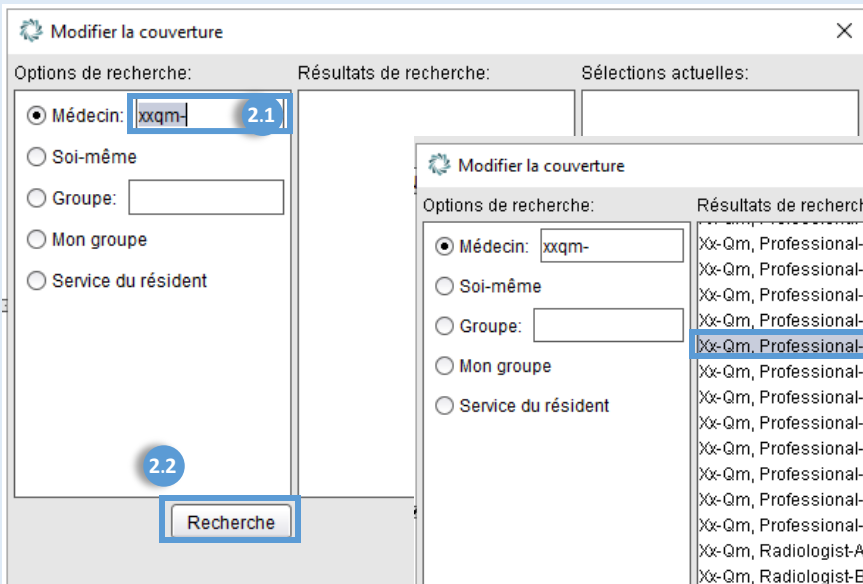 Modifier la couverture
Options de recherche:
Résultats de recherche:
Sélections actuelles:
Médecin: xxqm-
2.1
Soi-même
Groupe:
Mon groupe
Service du résident
2.2
Recherche
Modifier la couverture
Options de recherche:
Résultats de recherch
Médecin: xxqm-
Soi-même
Groupe:
Mon groupe
Service du résident
Xx-Qm, Professional-
Xx-Qm, Professional-
Xx-Qm, Professional-
Xx-Qm, Professional-
Xx-Qm, Professional-
Xx-Qm, Professional-
Xx-Qm, Professional-
Xx-Qm, Professional-
Xx-Qm, Professional-
Xx-Qm, Professional-
Xx-Qm, Professional-
Xx-Qm, Professional-
Xx-Qm, Radiologist-A
Xx-Qm, Radiologist-E